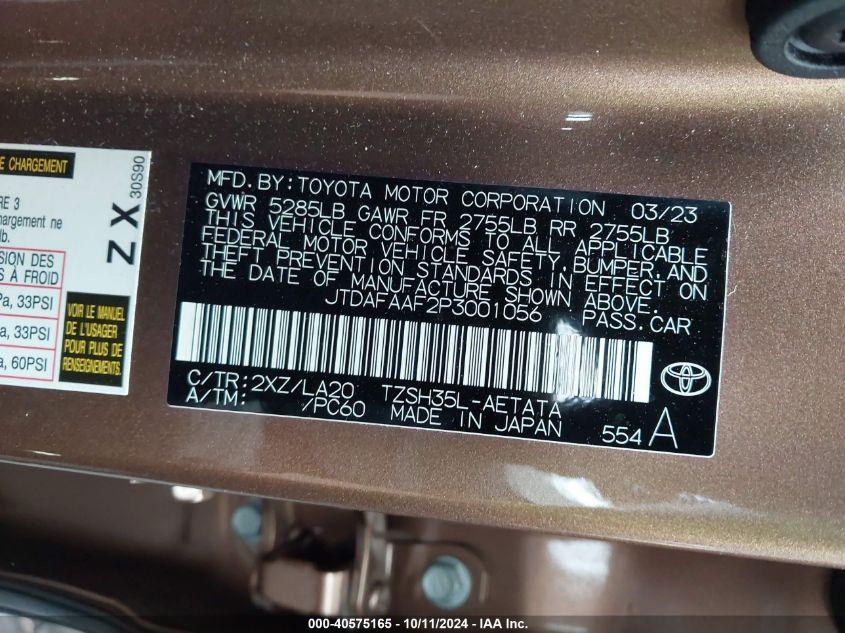 E CHARGEMENT
RE 3
hargement ne
lb.
SION DES
S À FROID
Pa, 33PSI
a, 33PSI
a, 60PSI
VOIR LE MANUEL
DE L'USAGER
POUR PLUS DE
RENSEIGNEMENTS.
ZX
30S90
MFD.BY:TOYOTA MOTOR CORPORATION 03/23
GVWR 5285LB GAWR FR 2755LB RR 2755LB
THIS VEHICLE CONFORMS TO ALL APPLICABLE
FEDERAL MOTOR VEHICLE SAFETY,BUMPER,AND
THEFT PREVENTION STANDARDS IN EFFECT ON
THE DATE OF MANUFACTURE SHOWN ABOVE.
JTDAFAAF2P3001056 PASS.CAR
C/TR:2XZ/LA20 TZSH35L-AETATA
A/TM: /PC60 MADE IN JAPAN 554A
000-40575165 - 10/11/2024 - IAA Inc.